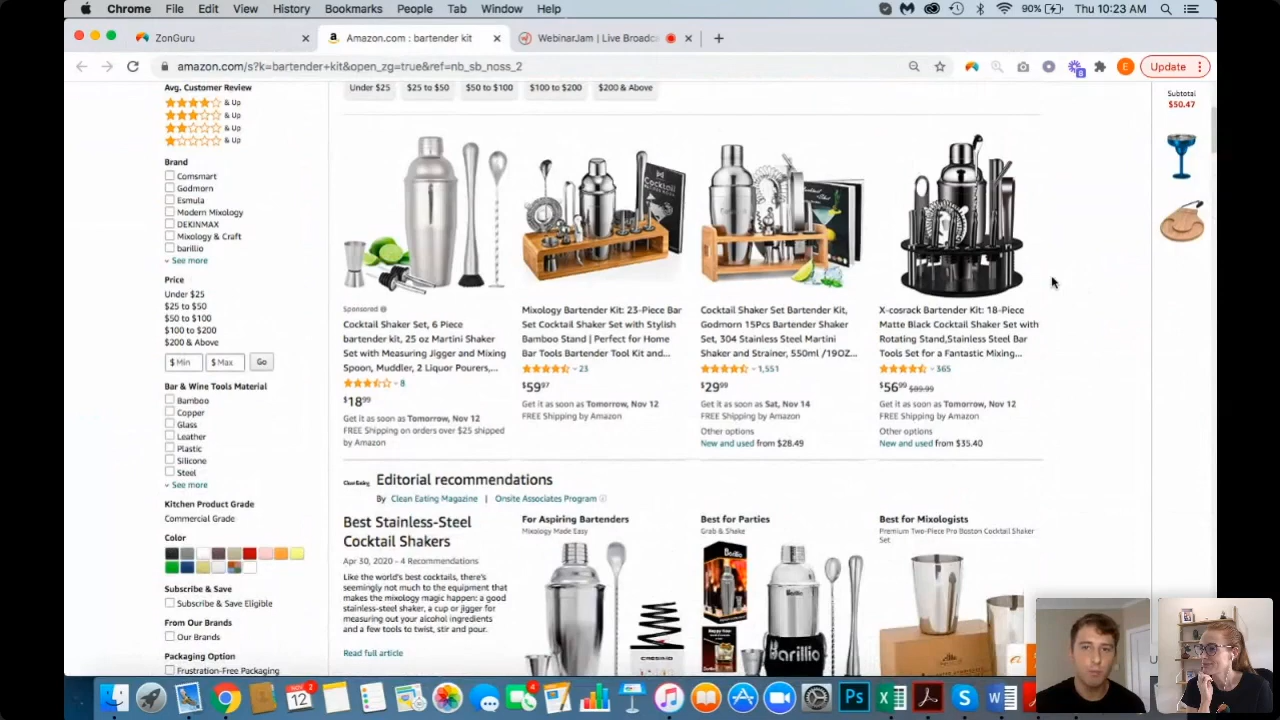 Chrome File Edit View History Bookmarks People Tab Window Help
90% Thu 10:23 AM
ZonGuru
Amazon.com : bartender kit
WebinarJam | Live Broadc
amazon.com/s?k=bartender+kit&open_zg=true&ref=nb_sb_noss_2
E
Update
Avg. Customer Review
& Up
& Up
& Up
& Up
Brand
Comsmart
Godmorn
Esmula
Modern Mixology
DEKINMAX
Mixology & Craft
barillio
See more
Price
Under $25
$25 to $50
$50 to $100
$100 to $200
$200 & Above
$ Min $ Max Go
Bar & Wine Tools Material
Bamboo
Copper
Glass
Leather
Plastic
Silicone
Steel
See more
Kitchen Product Grade
Commercial Grade
Color
Subscribe & Save
Subscribe & Save Eligible
From Our Brands
Our Brands
Packaging Option
Frustration-Free Packaging
Under $25 $25 to $50 $50 to $100 $100 to $200 $200 & Above
Sponsored
Cocktail Shaker Set, 6 Piece
bartender kit, 25 oz Martini Shaker
Set with Measuring Jigger and Mixing
Spoon, Muddler, 2 Liquor Pourers,...
8
$18.99
Get it as soon as Tomorrow, Nov 12
FREE Shipping on orders over $25 shipped
by Amazon
Mixology Bartender Kit: 23-Piece Bar
Set Cocktail Shaker Set with Stylish
Bamboo Stand | Perfect for Home
Bar Tools Bartender Tool Kit and...
23
$59.97
Get it as soon as Tomorrow, Nov 12
FREE Shipping by Amazon
Cocktail Shaker Set Bartender Kit,
Godmorn 15Pcs Bartender Shaker
Set, 304 Stainless Steel Martini
Shaker and Strainer, 550ml /19OZ...
1,551
$29.99
Get it as soon as Sat, Nov 14
FREE Shipping by Amazon
Other options
New and used from $28.49
X-cosrack Bartender Kit: 18-Piece
Matte Black Cocktail Shaker Set with
Rotating Stand,Stainless Steel Bar
Tools Set for a Fantastic Mixing...
365
$56.99 $89.99
Get it as soon as Tomorrow, Nov 12
FREE Shipping by Amazon
Other options
New and used from $35.40
Clean Eating Editorial recommendations
By Clean Eating Magazine | Onsite Associates Program
Best Stainless-Steel
Cocktail Shakers
Apr 30, 2020 - 4 Recommendations
Like the world's best cocktails, there's
seemingly not much to the equipment that
makes the mixology magic happen: a good
stainless-steel shaker, a cup or jigger for
measuring out your alcohol ingredients
and a few tools to twist, stir and pour.
Read full article
For Aspiring Bartenders
Mixology Made Easy
Best for Parties
Grab & Shake
Barillio
Best for Mixologists
Premium Two-Piece Pro Boston Cocktail Shaker
Set
Subtotal
$50.47
NOV
12
2
4
Ps